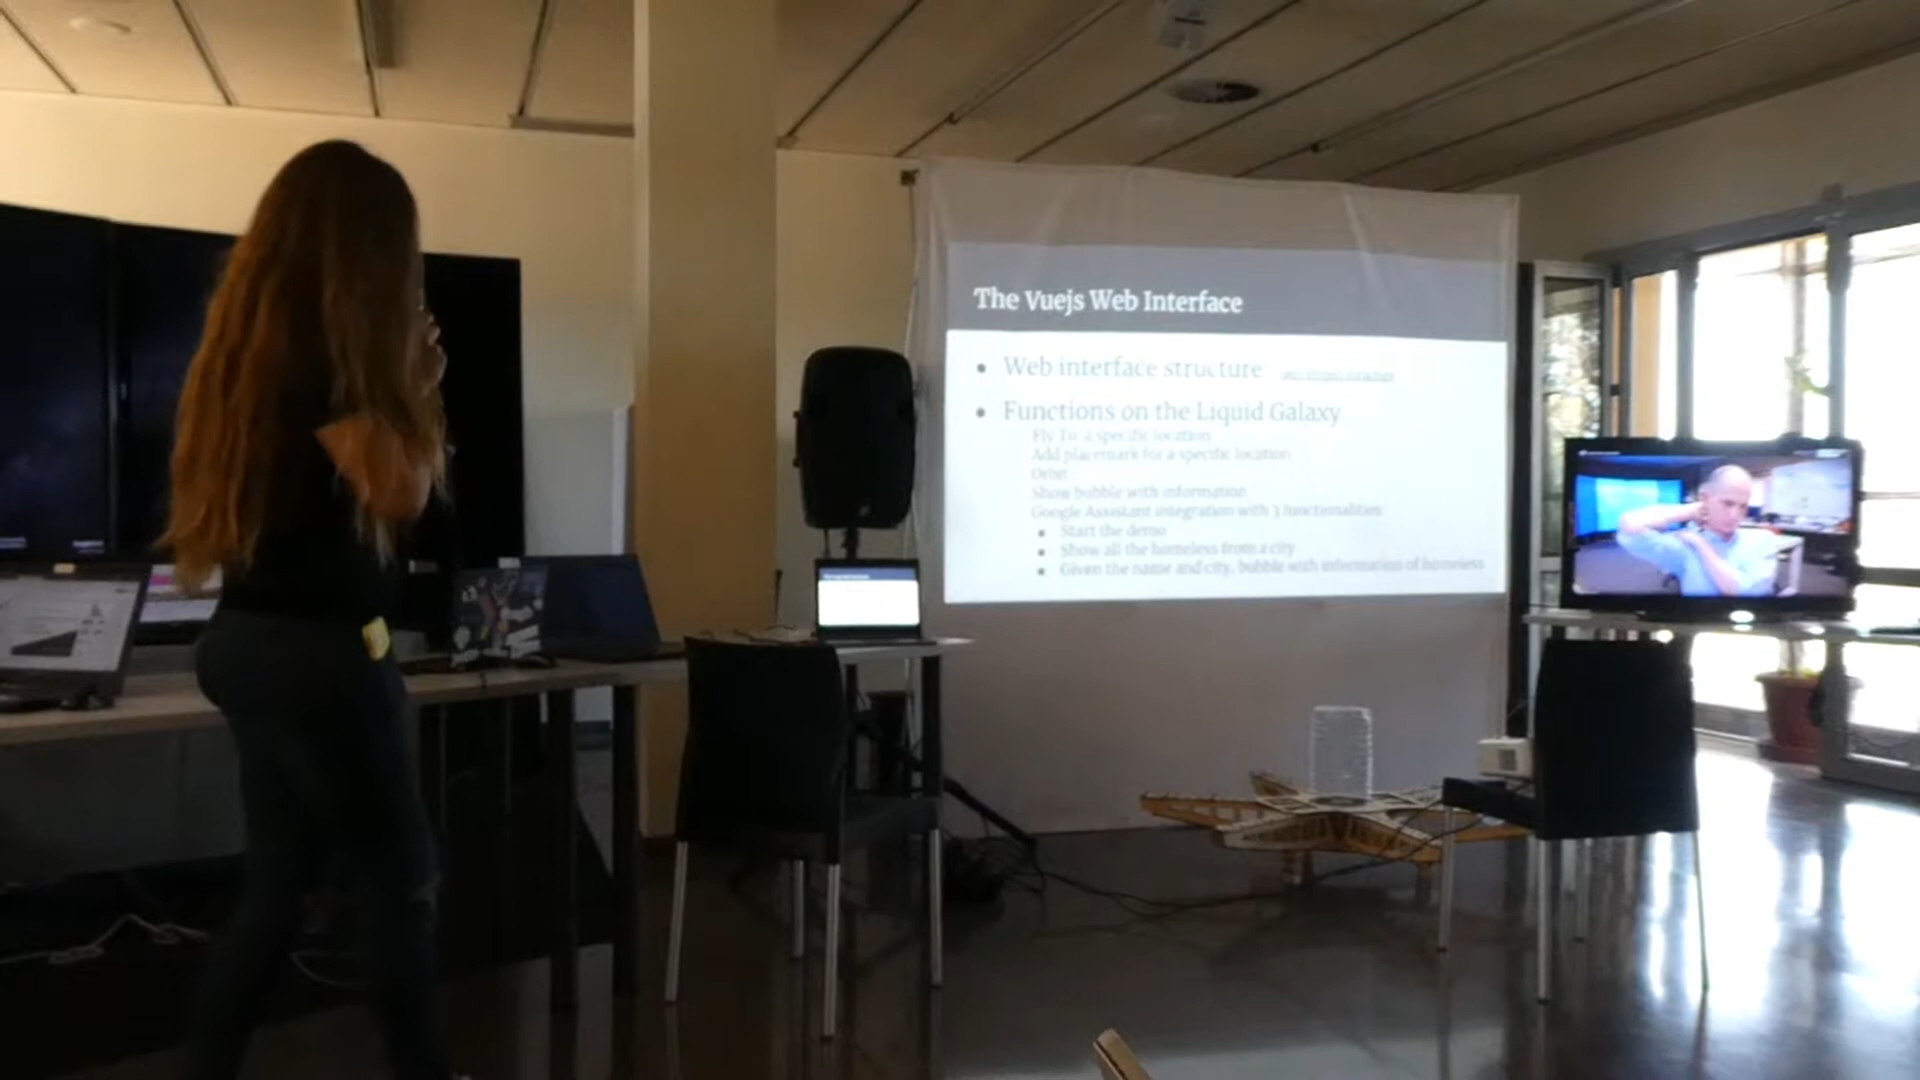 The Vuejs Web Interface
Web interface structure
Functions on the Liquid Galaxy
Fly To a specific location
Add placemark for a specific location
Orbit
Show bubble with information
Google Assistant integration with 3 functionalities
Start the demo
Show all the homeless from a city
Given the name and city, bubble with information of homeless